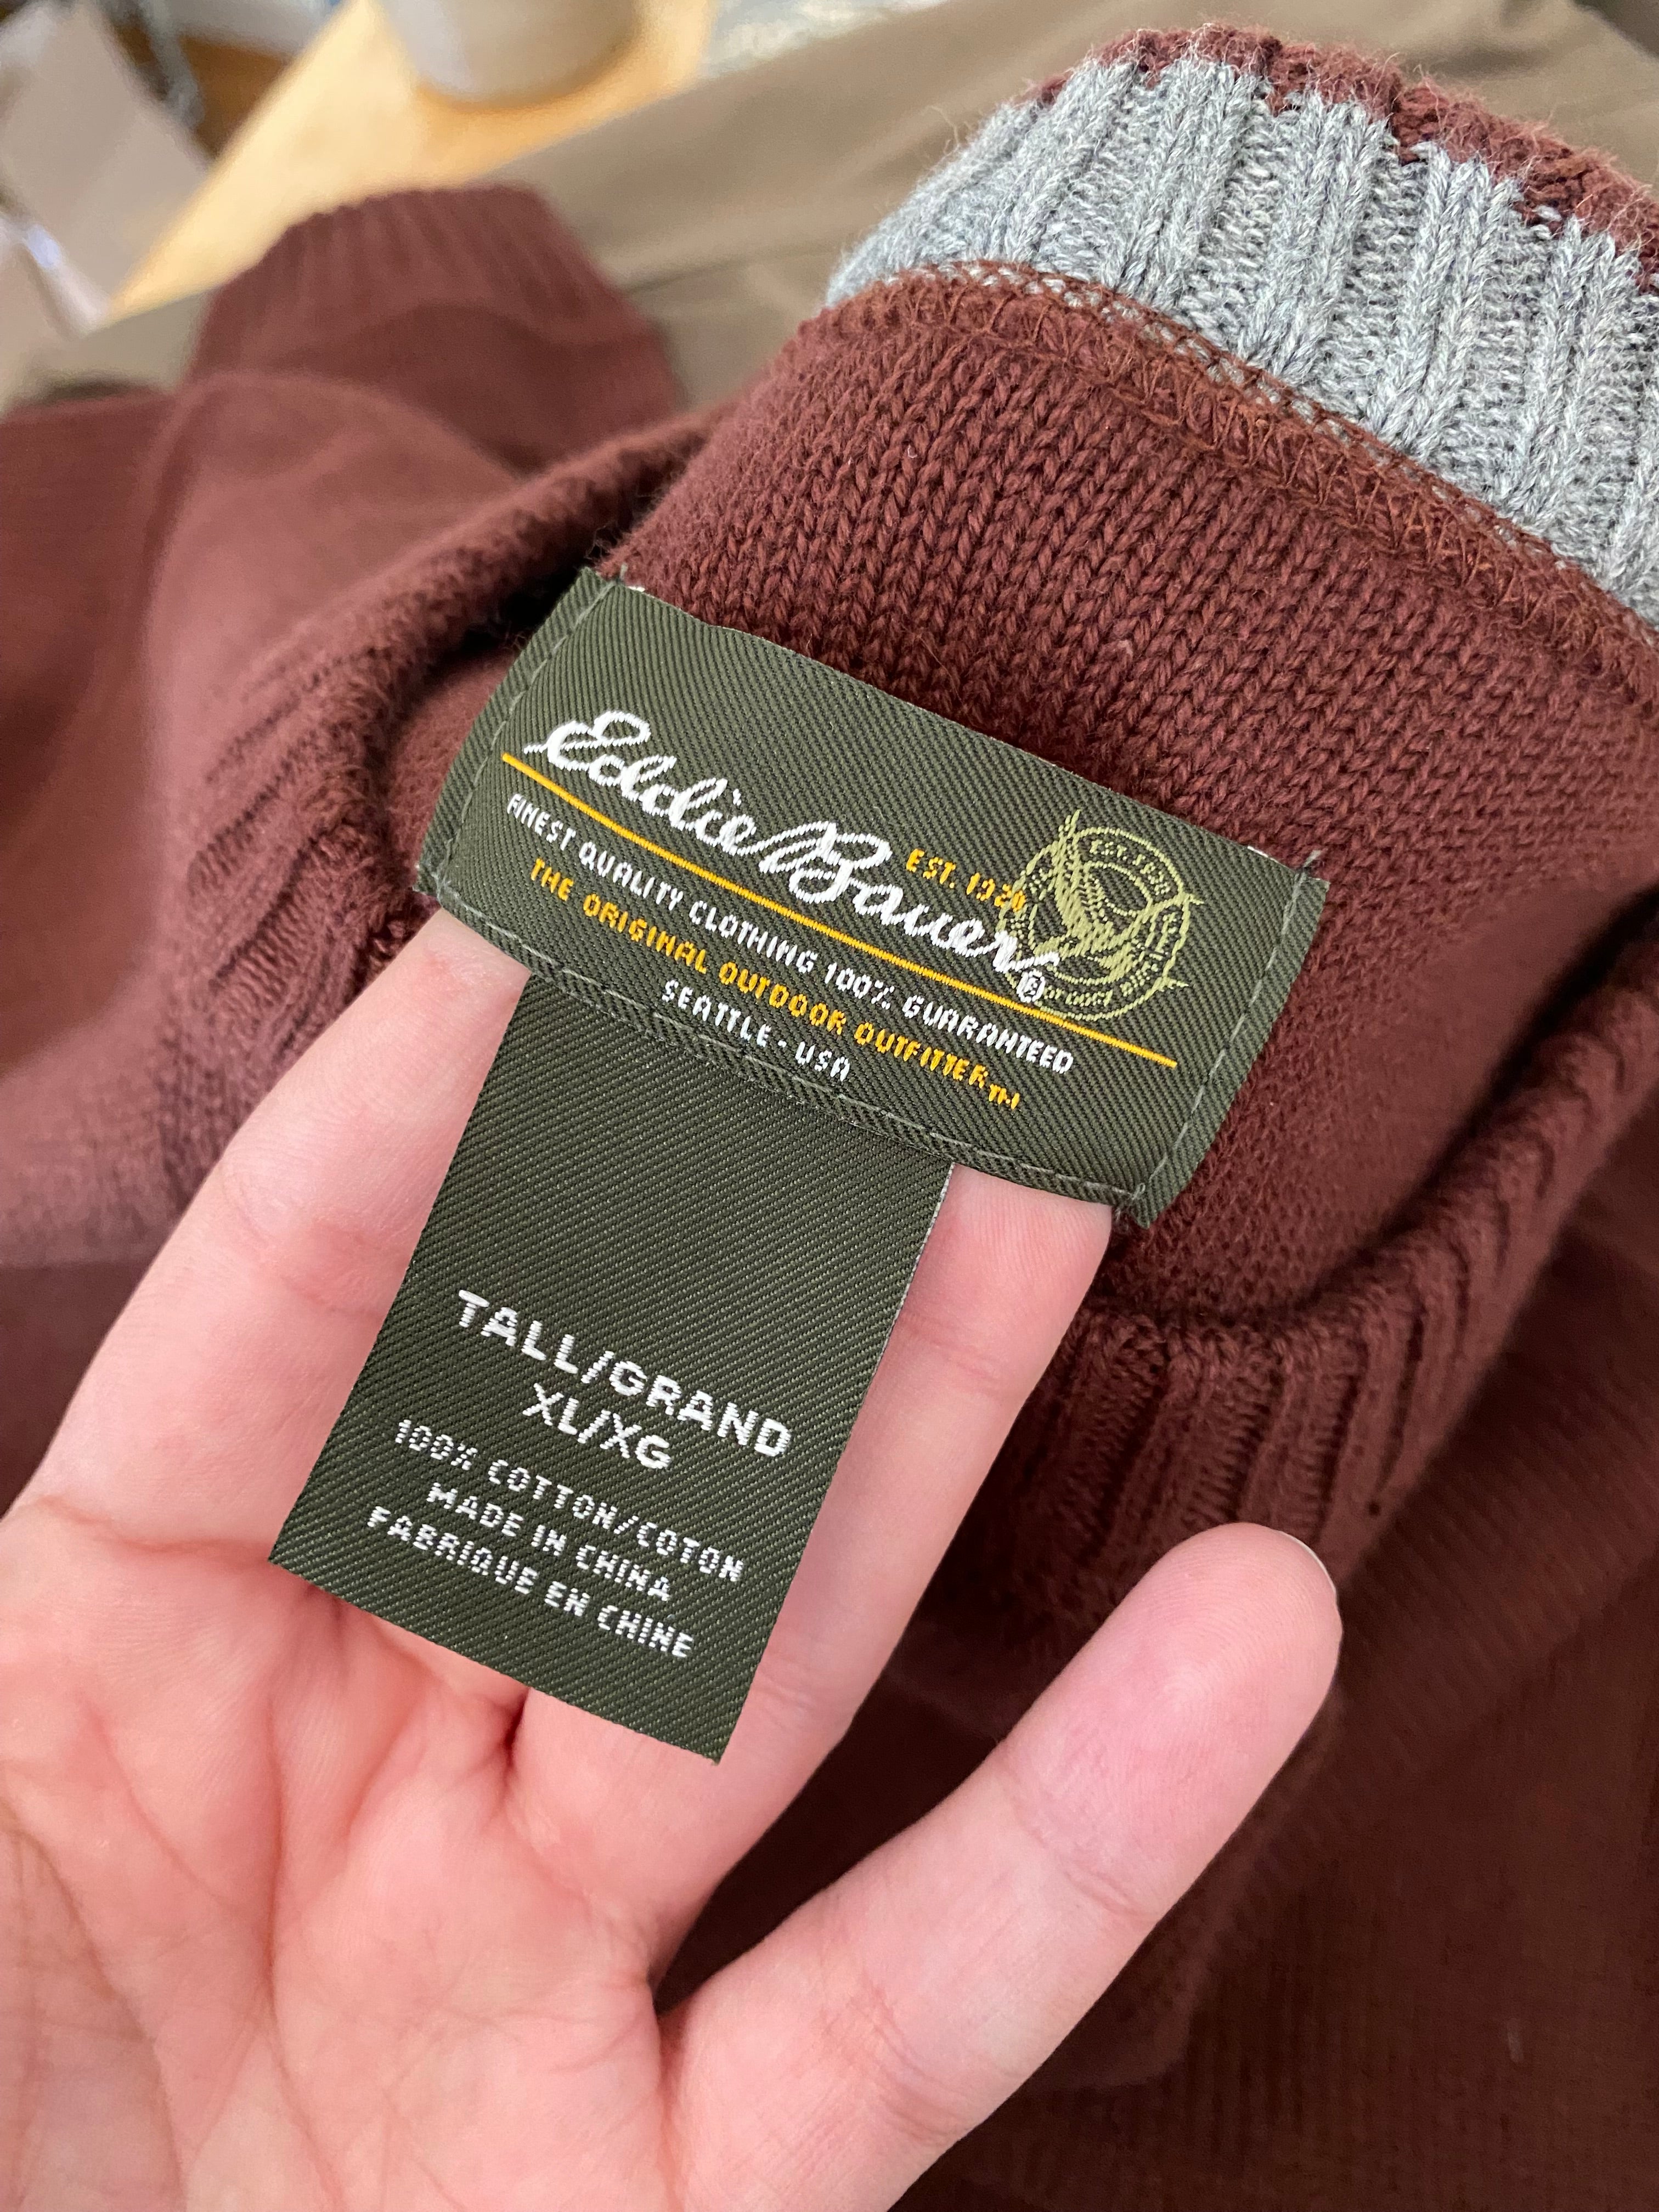 Eddie Bauer®
EST. 1920
FINEST QUALITY CLOTHING 100% GUARANTEED
THE ORIGINAL OUTDOOR OUTFITTER™
SEATTLE - USA
TALL/GRAND
XL/XG
100% COTTON/COTON
MADE IN CHINA
FABRIQUE EN CHINE